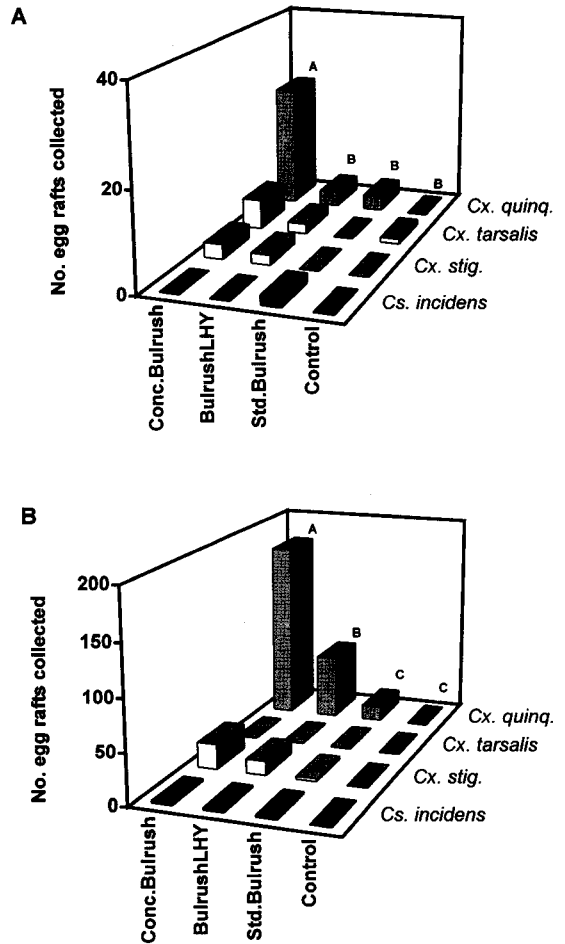 A
No. egg rafts collected
40
20
0
A
B
B
B
Cx. quinq.
Cx. tarsalis
Cx. stig.
Cs. incidens
Conc.Bulrush
BulrushLHY
Std.Bulrush
Control
B
No. egg rafts collected
200
150
100
50
0
A
B
C
C
Cx. quinq.
Cx. tarsalis
Cx. stig.
Cs. incidens
Conc.Bulrush
BulrushLHY
Std.Bulrush
Control